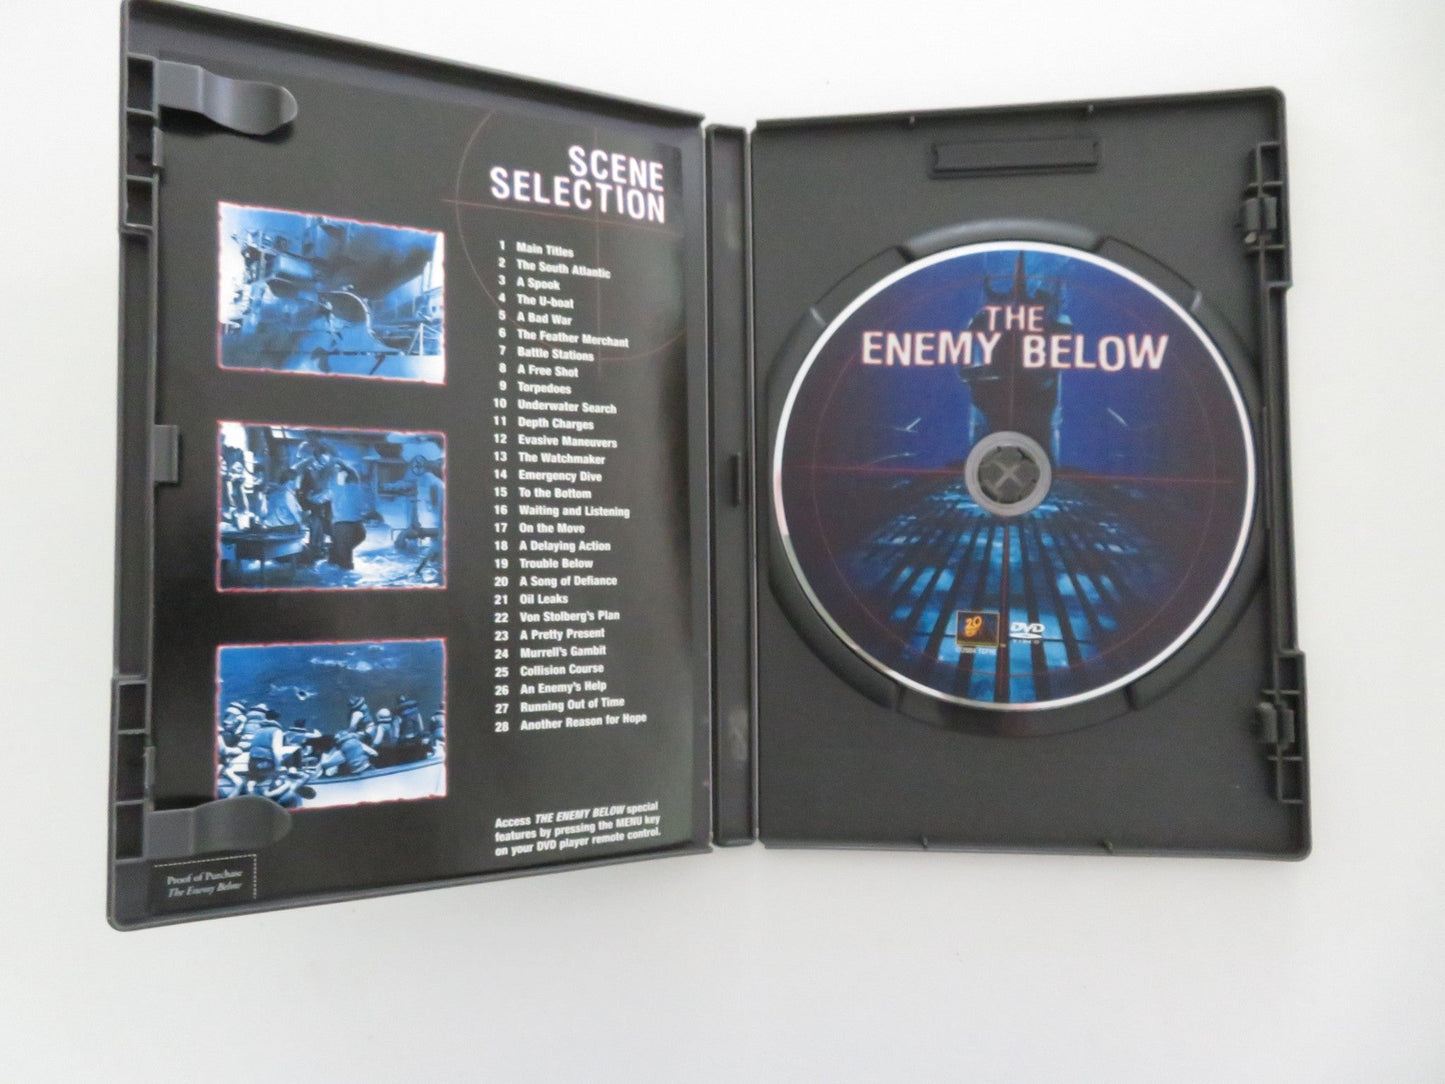 SCENE
SELECTION
1 Main Titles
2 The South Atlantic
3 A Spook
4 The U-boat
5 A Bad War
6 The Feather Merchant
7 Battle Stations
8 A Free Shot
9 Torpedoes
10 Underwater Search
11 Depth Charges
12 Evasive Maneuvers
13 The Watchmaker
14 Emergency Dive
15 To the Bottom
16 Waiting and Listening
17 On the Move
18 A Delaying Action
19 Trouble Below
20 A Song of Defiance
21 Oil Leaks
22 Von Stolberg's Plan
23 A Pretty Present
24 Murrell's Gambit
25 Collision Course
26 An Enemy's Help
27 Running Out of Time
28 Another Reason for Hope
Access THE ENEMY BELOW special
features by pressing the MENU key
on your DVD player remote control.
Proof of Purchase
The Enemy Below
THE
ENEMY BELOW
20
DVD